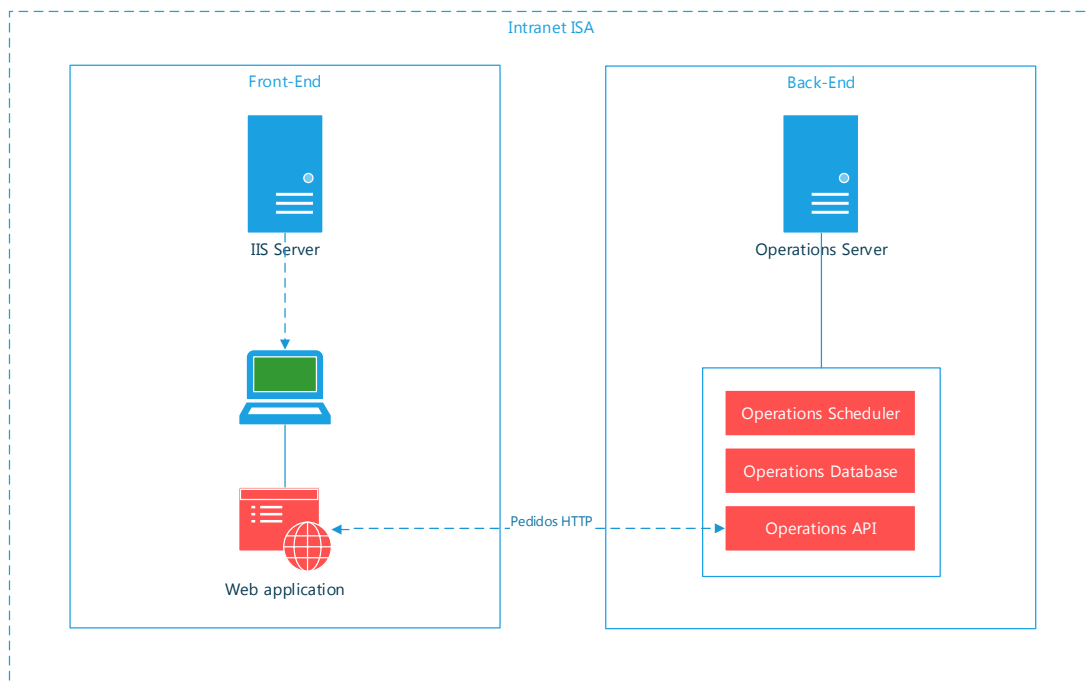 Intranet ISA
Front-End
Back-End
IIS Server
Operations Server
Operations Scheduler
Operations Database
Pedidos HTTP
Operations API
Web application